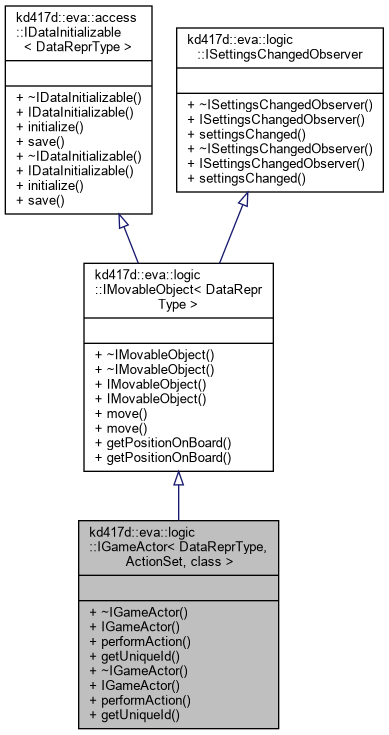 kd417d::eva::access
::IDataInitializable
< DataReprType >
+ ~IDataInitializable()
+ IDataInitializable()
+ initialize()
+ save()
+ ~IDataInitializable()
+ IDataInitializable()
+ initialize()
+ save()
kd417d::eva::logic
::ISettingsChangedObserver
+ ~ISettingsChangedObserver()
+ ISettingsChangedObserver()
+ settingsChanged()
+ ~ISettingsChangedObserver()
+ ISettingsChangedObserver()
+ settingsChanged()
kd417d::eva::logic
::IMovableObject< DataRepr
Type >
+ ~IMovableObject()
+ ~IMovableObject()
+ IMovableObject()
+ IMovableObject()
+ move()
+ move()
+ getPositionOnBoard()
+ getPositionOnBoard()
kd417d::eva::logic
::IGameActor< DataReprType,
ActionSet, class >
+ ~IGameActor()
+ IGameActor()
+ performAction()
+ getUniqueId()
+ ~IGameActor()
+ IGameActor()
+ performAction()
+ getUniqueId()